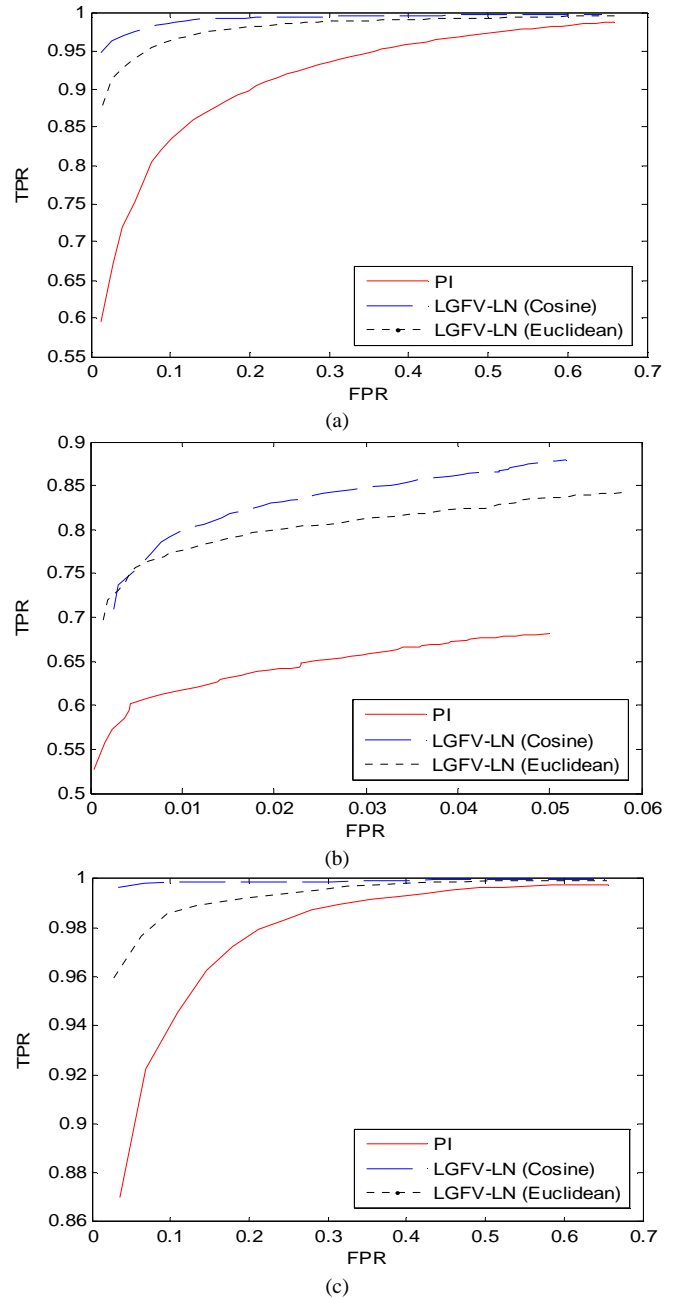 1
0.95
0.9
0.85
0.8
0.75
0.7
0.65
0.6
0.55
TPR
PI
LGFV-LN (Cosine)
LGFV-LN (Euclidean)
0 0.1 0.2 0.3 0.4 0.5 0.6 0.7
FPR
(a)
0.9
0.85
0.8
0.75
0.7
0.65
0.6
0.55
0.5
TPR
PI
LGFV-LN (Cosine)
LGFV-LN (Euclidean)
0 0.01 0.02 0.03 0.04 0.05 0.06
FPR
(b)
1
0.98
0.96
0.94
0.92
0.9
0.88
0.86
TPR
PI
LGFV-LN (Cosine)
LGFV-LN (Euclidean)
0 0.1 0.2 0.3 0.4 0.5 0.6 0.7
FPR
(c)